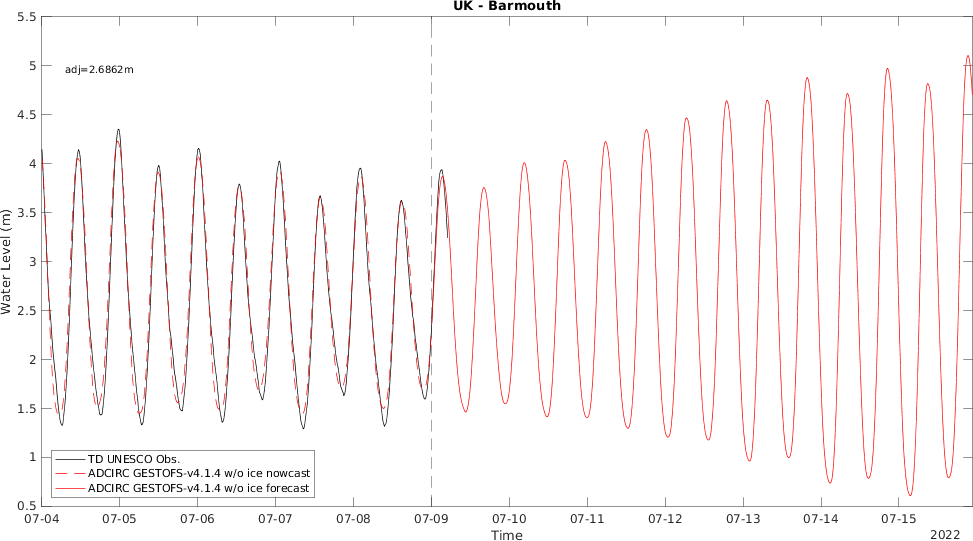 UK - Barmouth
5.5
5
4.5
4
3.5
3
2.5
2
1.5
1
0.5
Water Level (m)
adj=2.6862m
TD UNESCO Obs.
ADCIRC GESTOFS-v4.1.4 w/o ice nowcast
ADCIRC GESTOFS-v4.1.4 w/o ice forecast
07-04 07-05 07-06 07-07 07-08 07-09 07-10 07-11 07-12 07-13 07-14 07-15
Time
2022